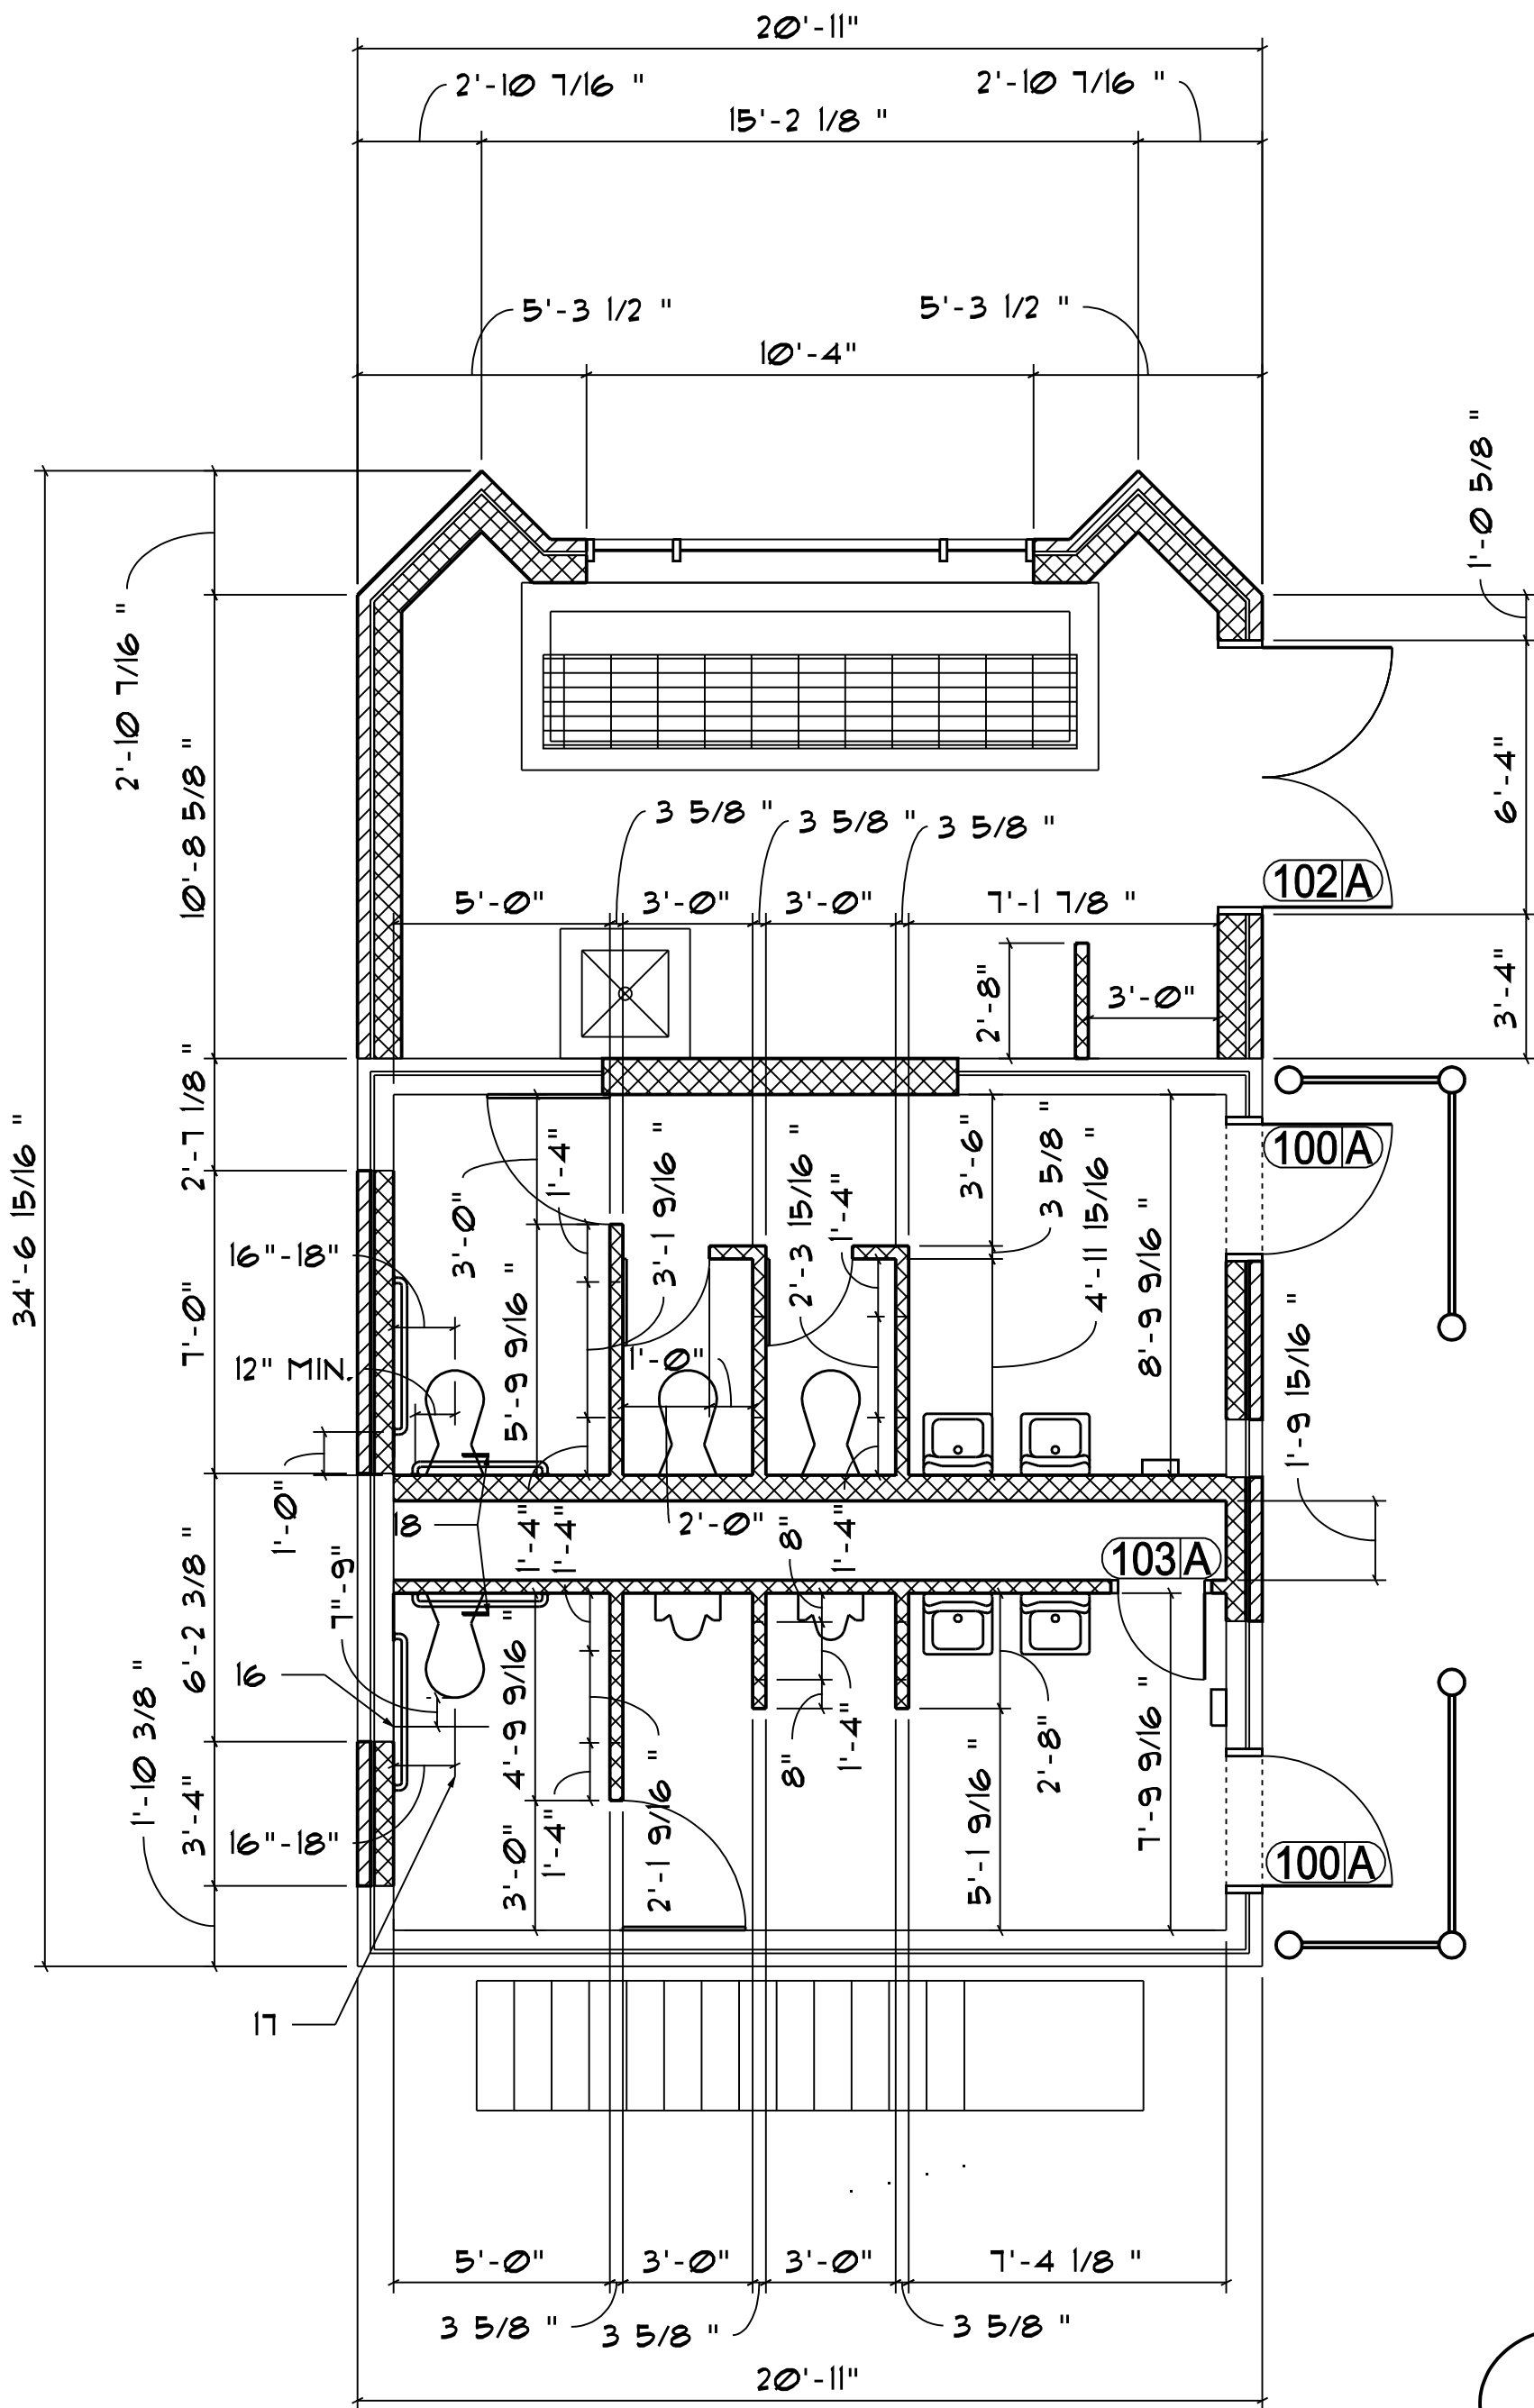 20'-11"
2'-10 7/16 "
2'-10 7/16 "
15'-2 1/8 "
5'-3 1/2 "
5'-3 1/2 "
10'-4"
1'-0 5/8 "
2'-10 7/16 "
10'-8 5/8 "
6'-4"
3 5/8 "
3 5/8 "
3 5/8 "
102 A
5'-0"
3'-0"
3'-0"
7'-1 7/8 "
2'-8"
3'-0"
3'-4"
34'-6 15/16 "
2'-7 1/8 "
100 A
1'-4"
3'-1 9/16 "
2'-3 15/16 "
1'-4"
3'-6"
3 5/8 "
4'-11 15/16 "
8'-9 9/16 "
3'-0"
16"-18"
5'-9 9/16 "
7'-0"
12" MIN.
1'-0"
1'-9 15/16 "
1'-0"
18
1'-4"
1'-4"
2'-0"
8"
1'-4"
103 A
7"-9"
6'-2 3/8 "
16
4'-9 9/16 "
1'-10 3/8 "
3'-4"
16"-18"
3'-0"
1'-4"
2'-1 9/16 "
8"
1'-4"
5'-1 9/16 "
2'-8"
7'-9 9/16 "
100 A
17
5'-0"
3'-0"
3'-0"
7'-4 1/8 "
3 5/8 "
3 5/8 "
3 5/8 "
20'-11"